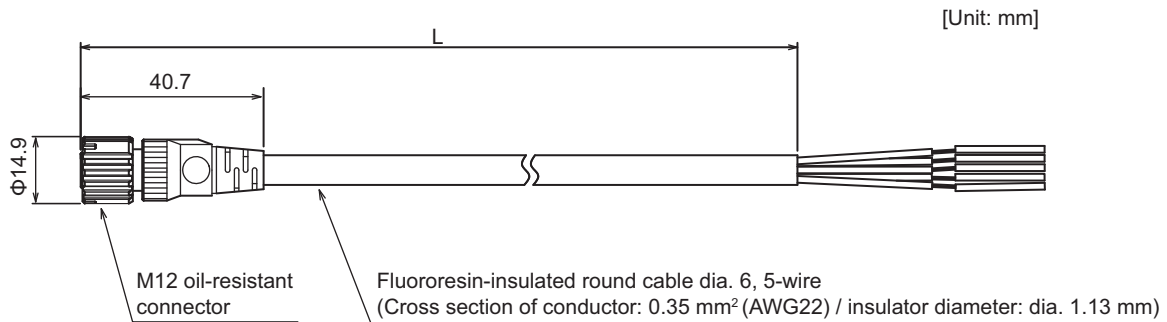 [Unit: mm]
L
40.7
Φ14.9
M12 oil-resistant
connector
Fluororesin-insulated round cable dia. 6, 5-wire
(Cross section of conductor: 0.35 mm² (AWG22) / insulator diameter: dia. 1.13 mm)